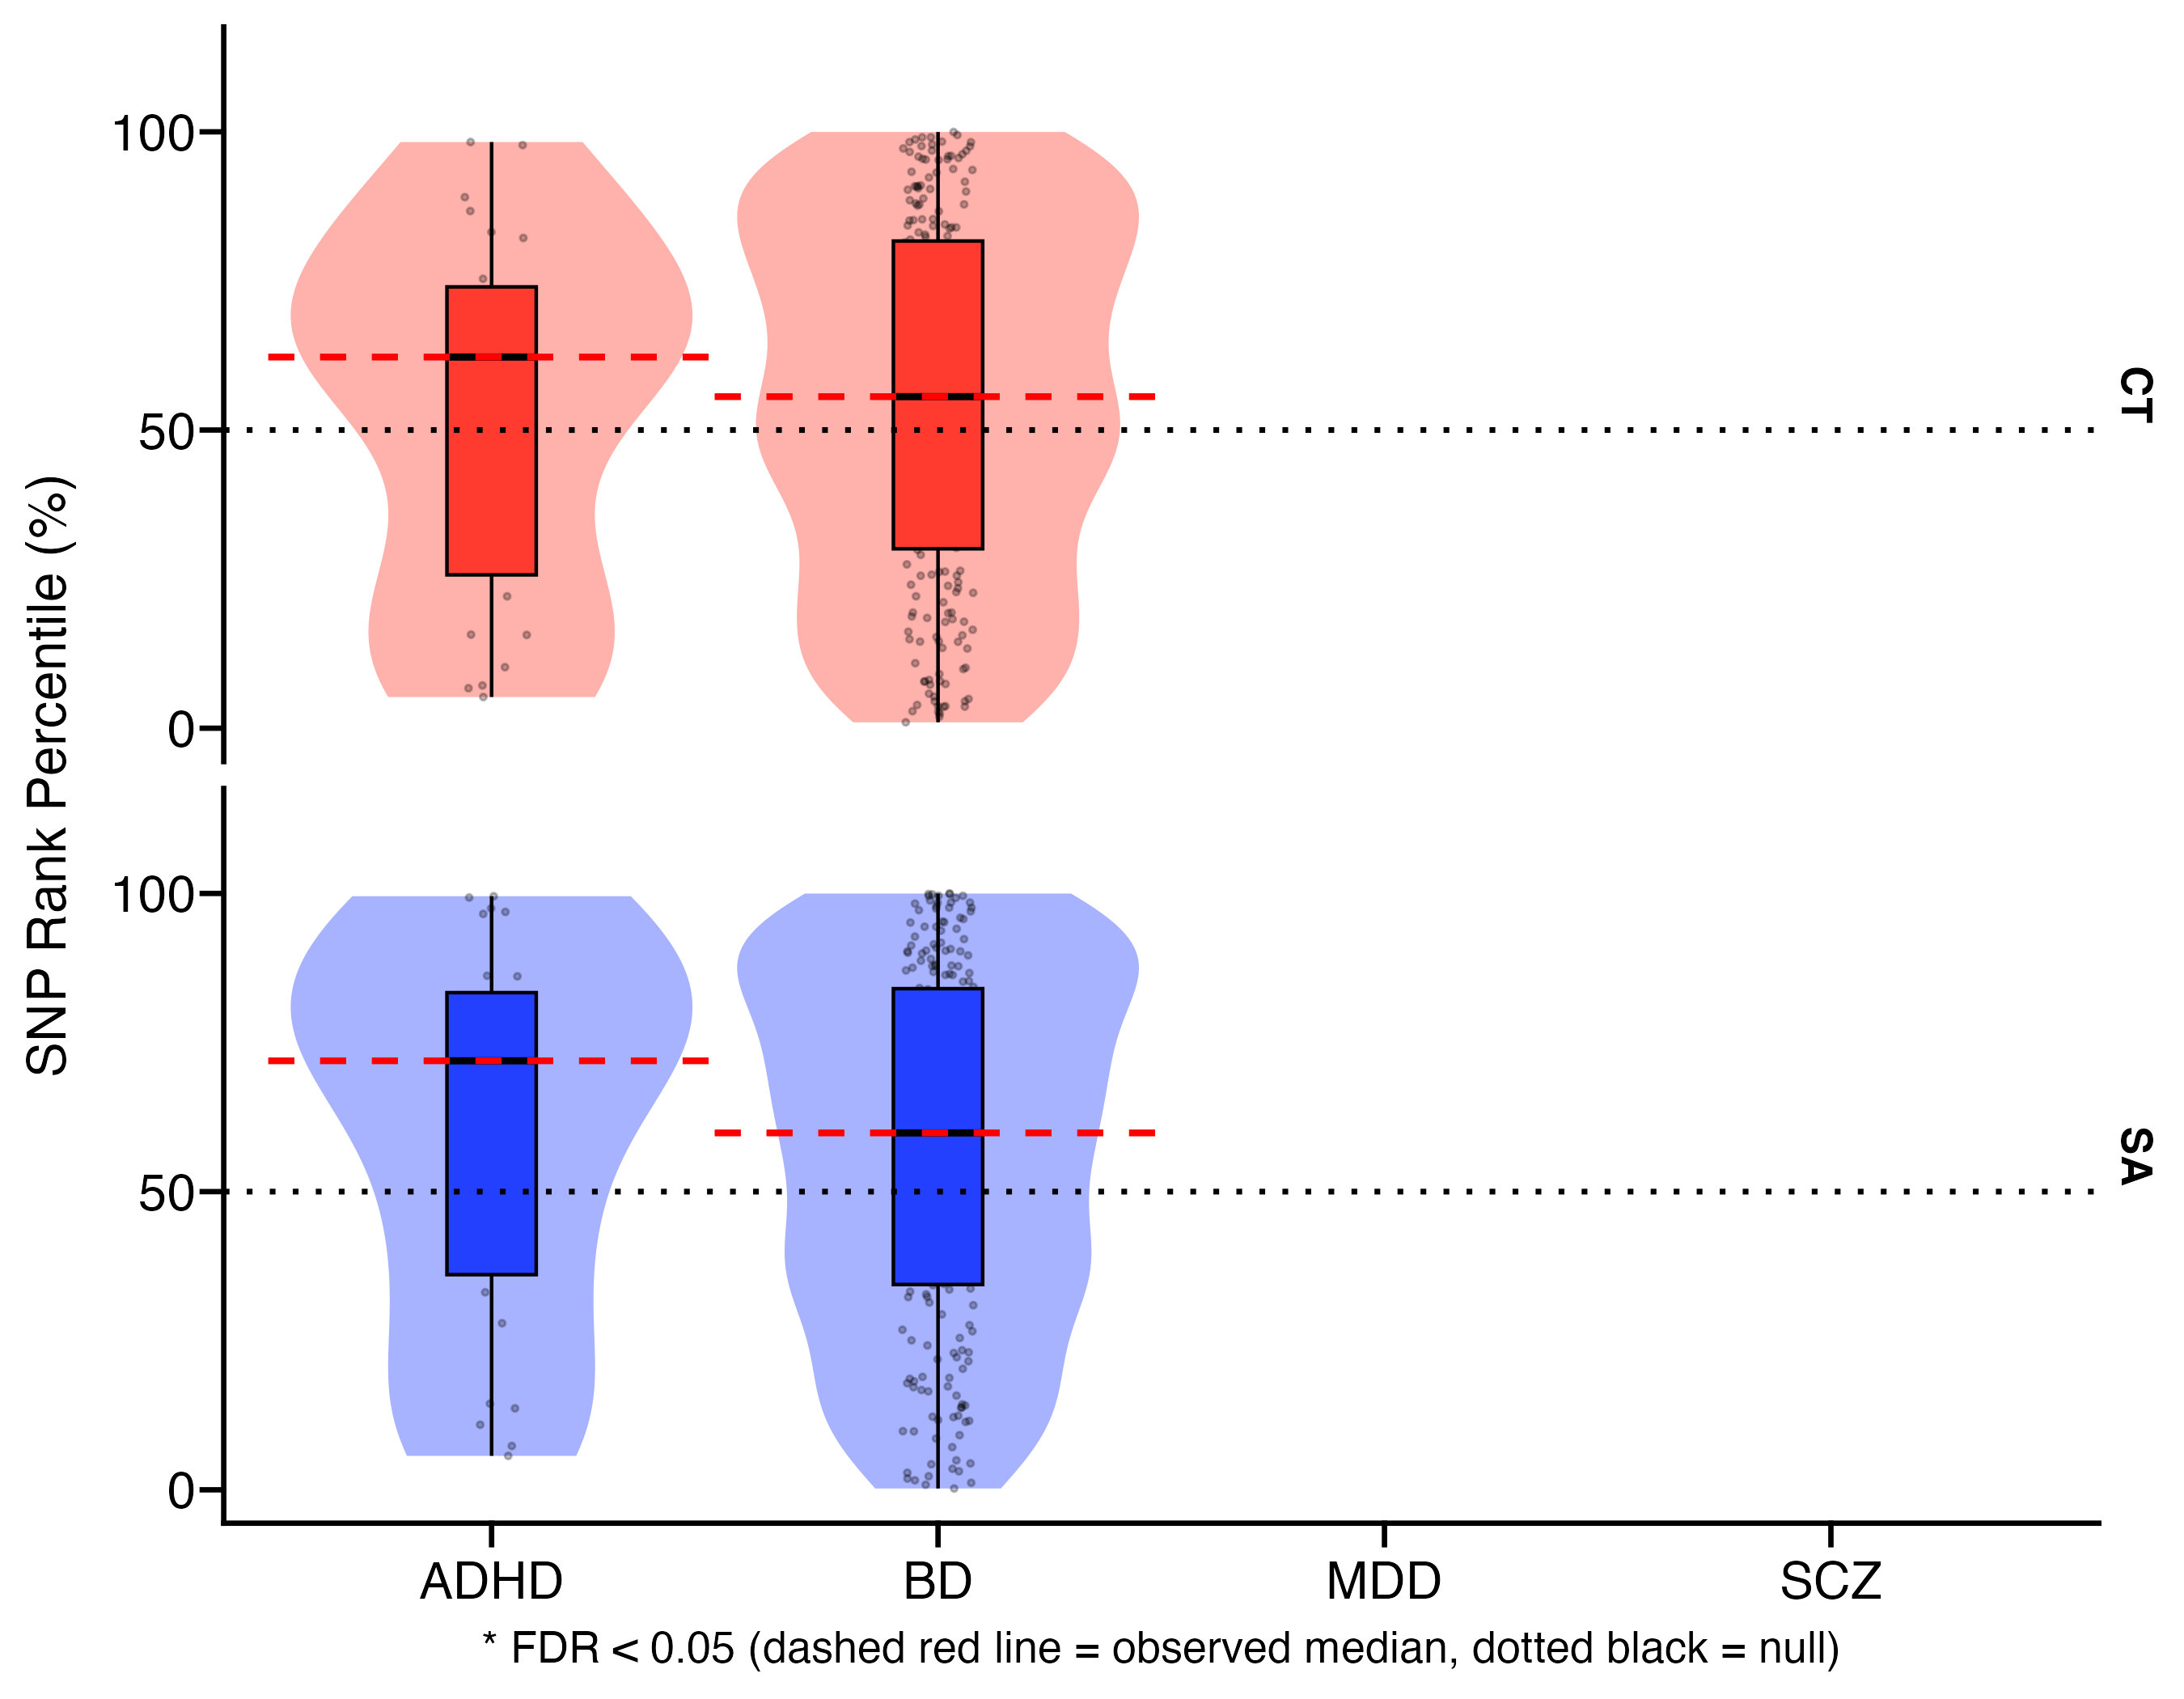 SNP Rank Percentile (%)
100
50
0
CT
100
50
0
SA
ADHD BD MDD SCZ
* FDR < 0.05 (dashed red line = observed median, dotted black = null)